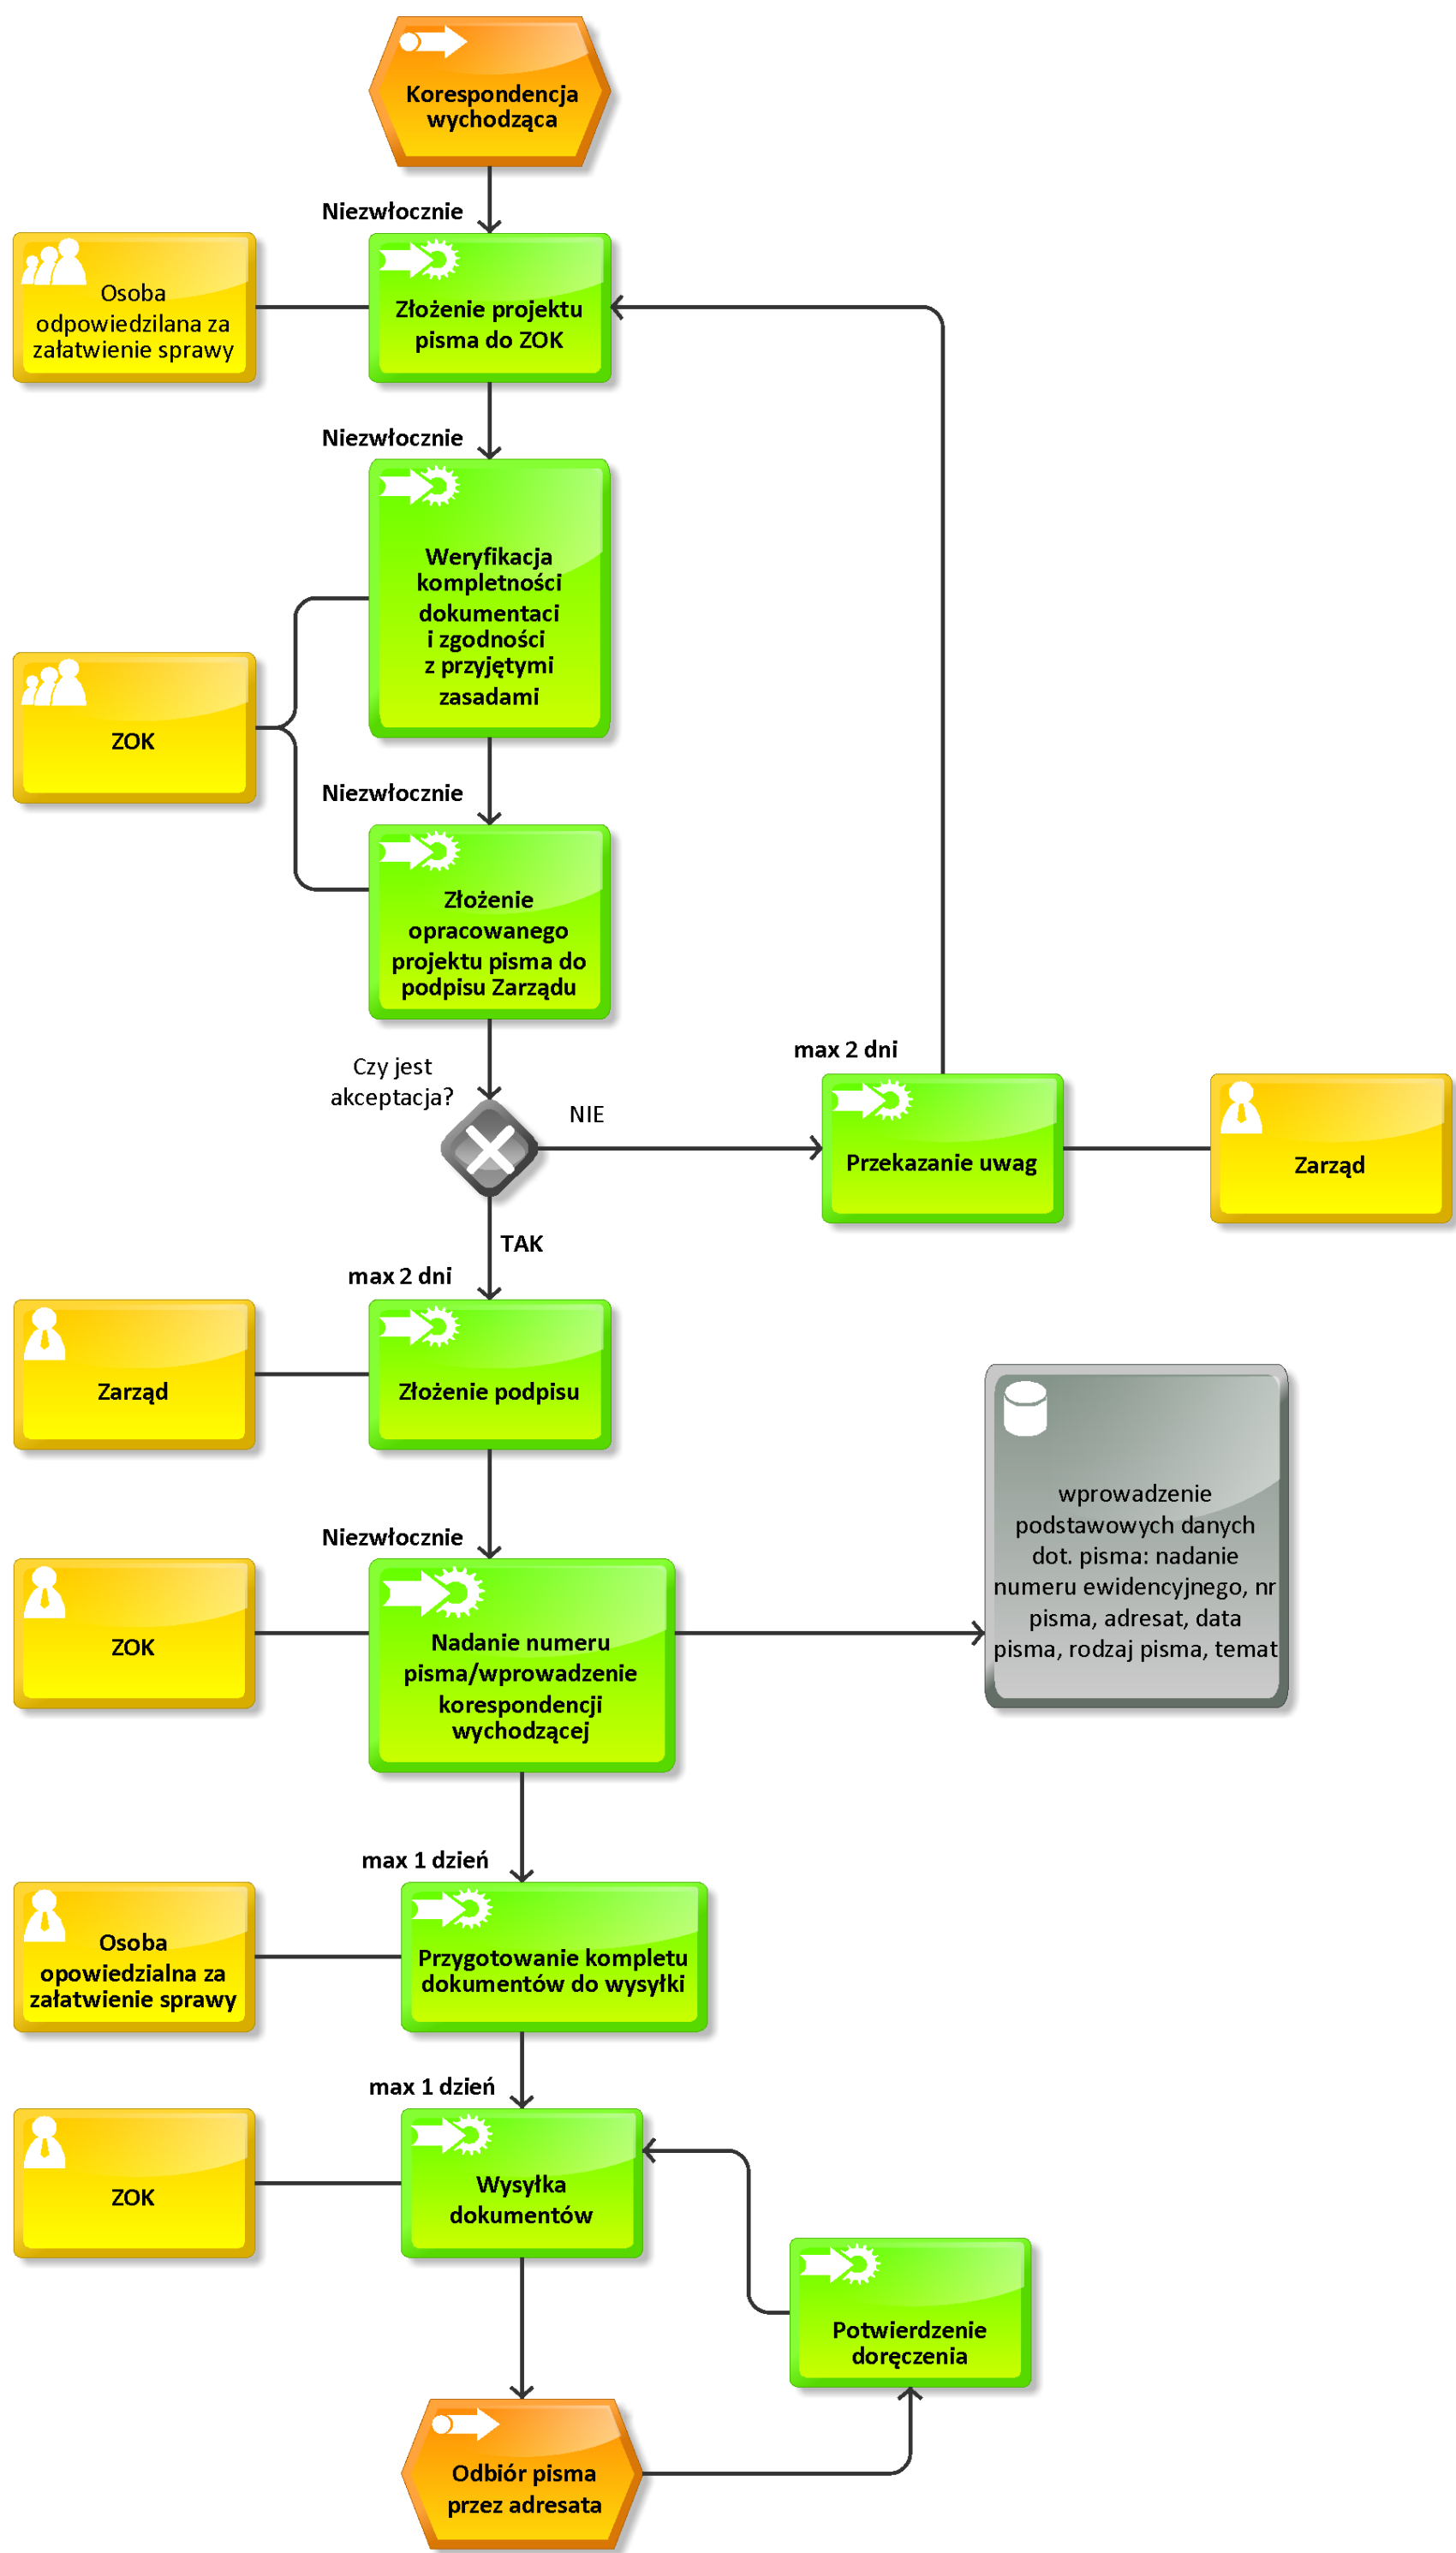 Korespondencja
wychodząca
Niezwłocznie
Osoba
odpowiedzilana za
załatwienie sprawy
Złożenie projektu
pisma do ZOK
Niezwłocznie
Weryfikacja
kompletności
dokumentaci
i zgodności
z przyjętymi
zasadami
ZOK
Niezwłocznie
Złożenie
opracowanego
projektu pisma do
podpisu Zarządu
Czy jest
akceptacja?
NIE
max 2 dni
Przekazanie uwag
Zarząd
TAK
max 2 dni
Zarząd
Złożenie podpisu
Niezwłocznie
ZOK
Nadanie numeru
pisma/wprowadzenie
korespondencji
wychodzącej
wprowadzenie
podstawowych danych
dot. pisma: nadanie
numeru ewidencyjnego, nr
pisma, adresat, data
pisma, rodzaj pisma, temat
max 1 dzień
Osoba
opowiedzialna za
załatwienie sprawy
Przygotowanie kompletu
dokumentów do wysyłki
max 1 dzień
ZOK
Wysyłka
dokumentów
Potwierdzenie
doręczenia
Odbiór pisma
przez adresata